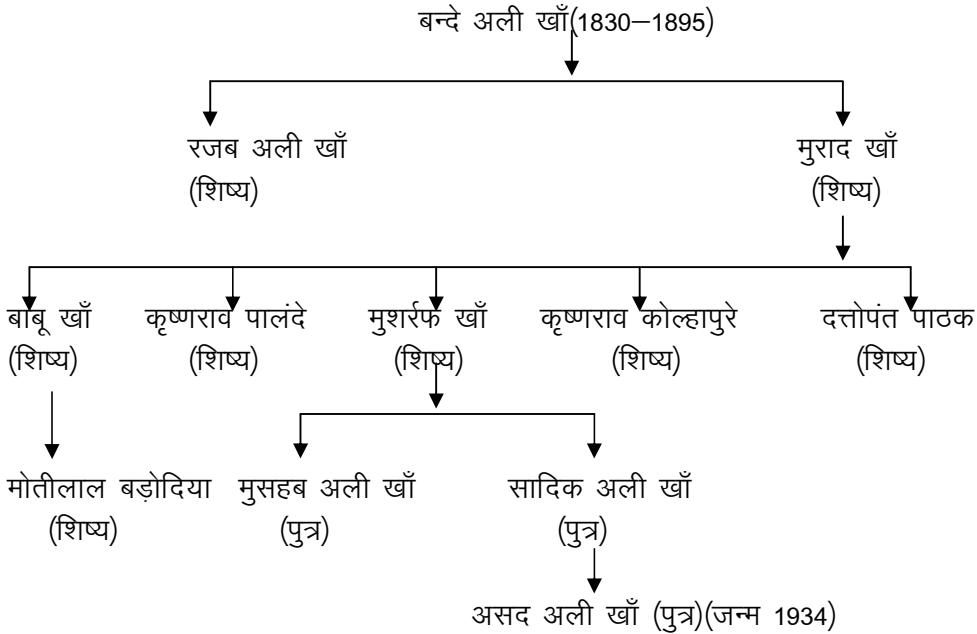 बन्दे अली खाँ(1830–1895)
रजब अली खाँ
(शिष्य)
मुराद खाँ
(शिष्य)
बाबू खाँ
(शिष्य)
कृष्णराव पालंदे
(शिष्य)
मुशर्रफ खाँ
(शिष्य)
कृष्णराव कोल्हापुरे
(शिष्य)
दत्तोपंत पाठक
(शिष्य)
मोतीलाल बड़ोदिया
(शिष्य)
मुसहब अली खाँ
(पुत्र)
सादिक अली खाँ
(पुत्र)
असद अली खाँ (पुत्र)(जन्म 1934)